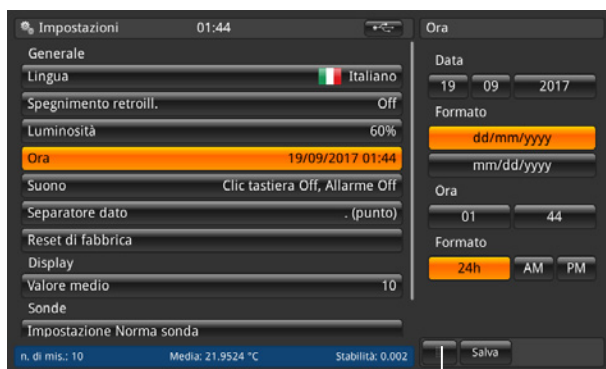 Impostazioni 01:44
Generale
Lingua Italiano
Spegnimento retroill. Off
Luminosità 60%
Ora 19/09/2017 01:44
Suono Clic tastiera Off, Allarme Off
Separatore dato . (punto)
Reset di fabbrica
Display
Valore medio 10
Sonde
Impostazione Norma sonda
n. di mis.: 10 Media: 21.9524 °C Stabilità: 0.002
Ora
Data
19 09 2017
Formato
dd/mm/yyyy
mm/dd/yyyy
Ora
01 44
Formato
24h AM PM
Salva